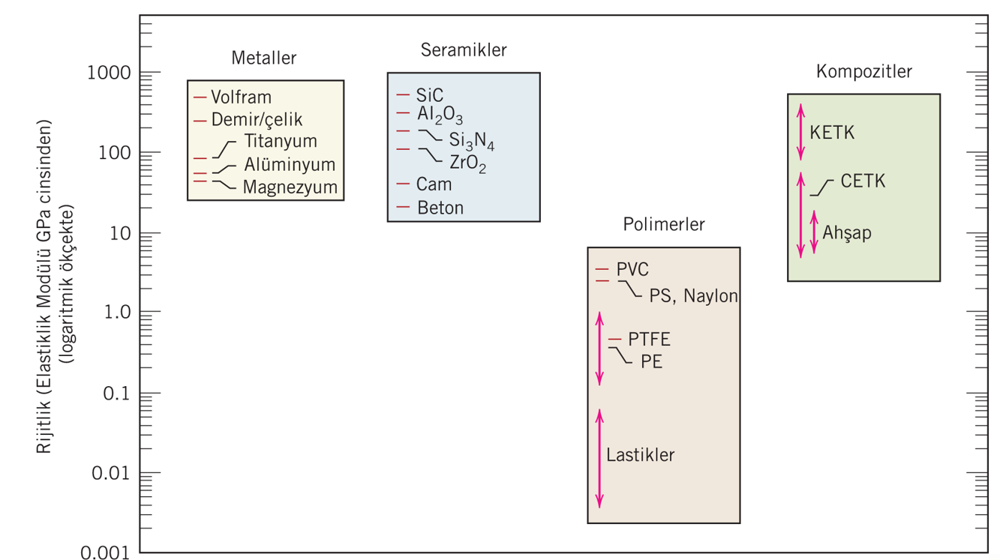 Rijitlik (Elastiklik Modülü GPa cinsinden)
(logaritmik ökçekte)
1000
100
10
1.0
0.1
0.01
0.001
Metaller
Volfram
Demir/çelik
Titanyum
Alüminyum
Magnezyum
Seramikler
SiC
Al₂O₃
Si₃N₄
ZrO₂
Cam
Beton
Polimerler
PVC
PS, Naylon
PTFE
PE
Lastikler
Kompozitler
KETK
CETK
Ahşap